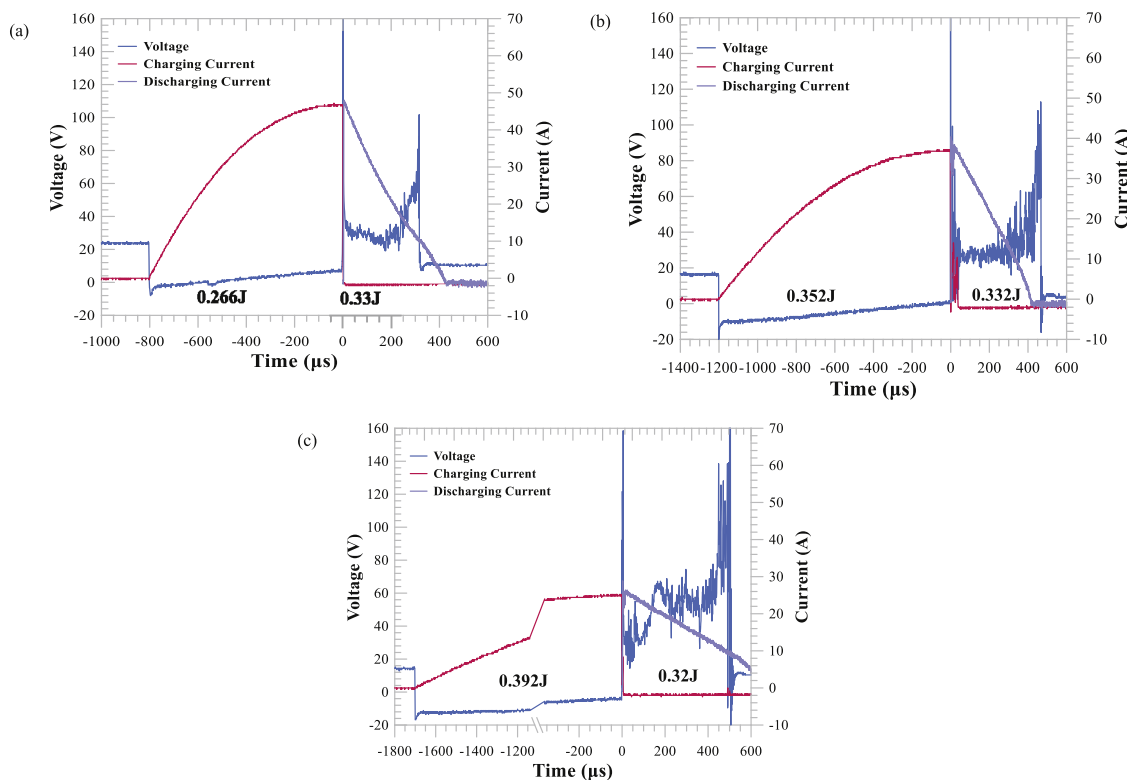 (a)
160
140
120
100
80
60
40
20
0
-20
Voltage (V)
Voltage
Charging Current
Discharging Current
0.266J
0.33J
70
60
50
40
30
20
10
0
-10
Current (A)
-1000 -800 -600 -400 -200 0 200 400 600
Time (μs)
(b)
160
140
120
100
80
60
40
20
0
-20
Voltage (V)
Voltage
Charging Current
Discharging Current
0.352J
0.332J
70
60
50
40
30
20
10
0
-10
Current (A)
-1400 -1200 -1000 -800 -600 -400 -200 0 200 400 600
Time (μs)
(c)
160
140
120
100
80
60
40
20
0
-20
Voltage (V)
Voltage
Charging Current
Discharging Current
0.392J
0.32J
70
60
50
40
30
20
10
0
-10
Current (A)
-1800 -1600 -1400 -1200 -200 0 200 400 600
Time (μs)